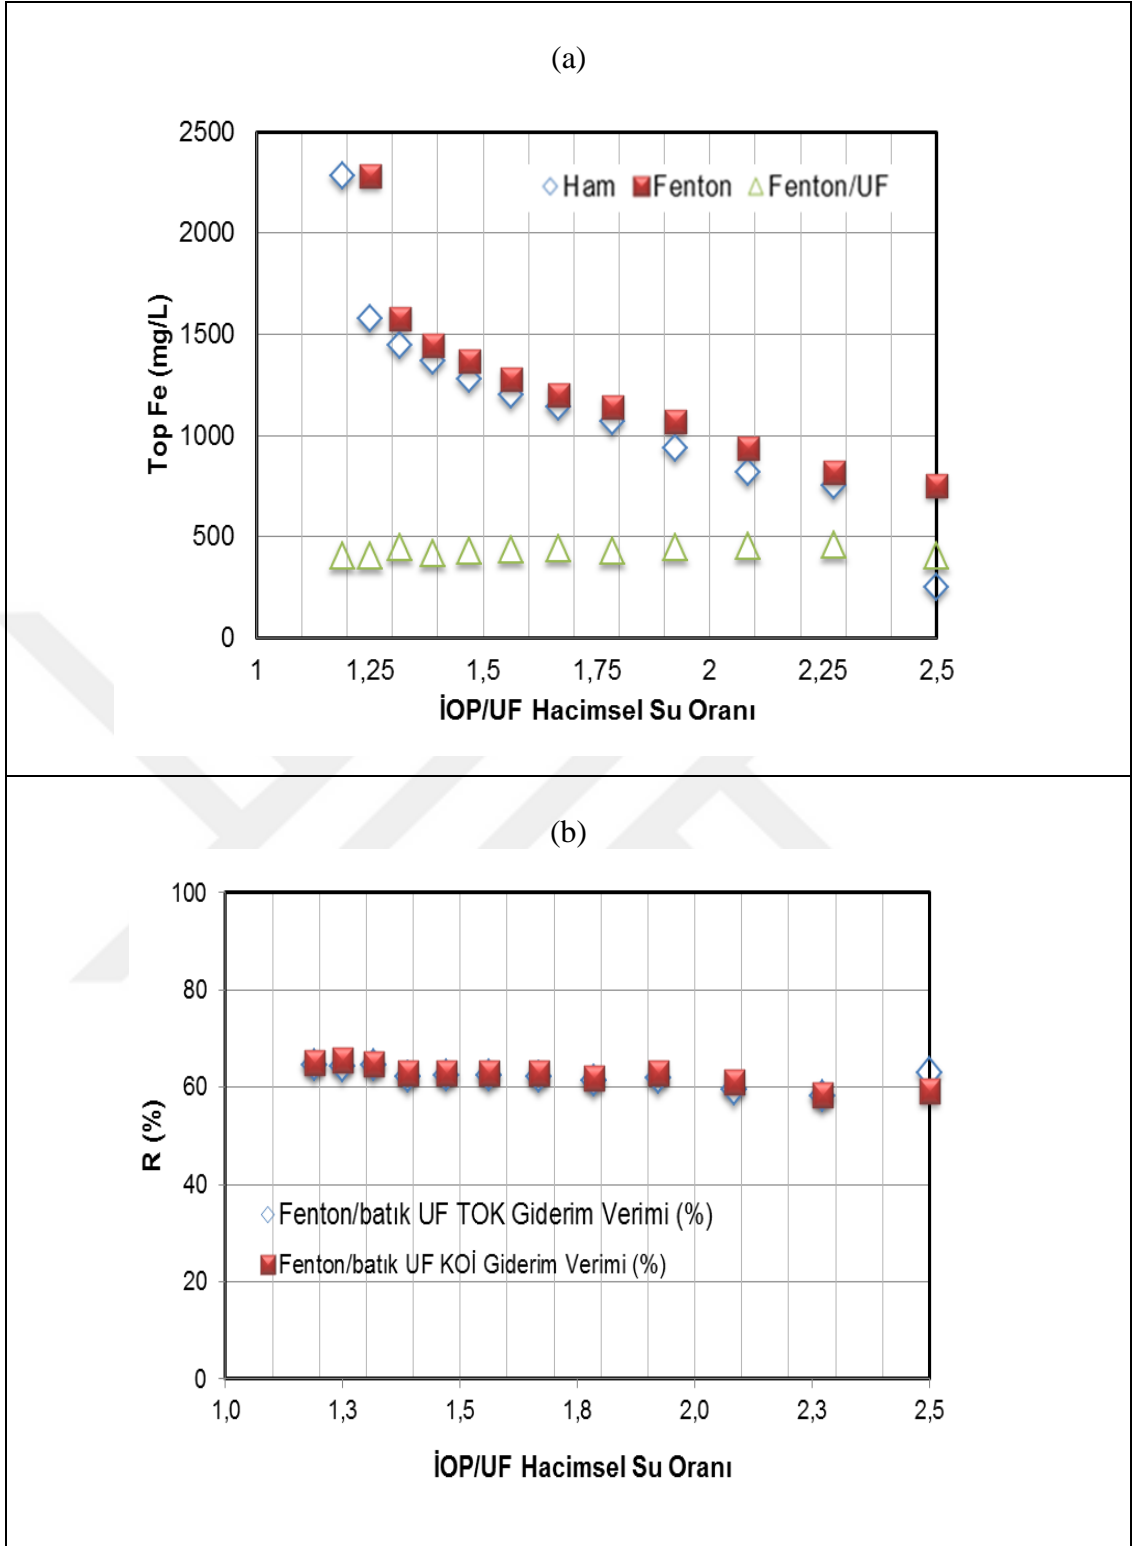 (a)
2500
2000
1500
1000
500
0
Top Fe (mg/L)
Ham Fenton Fenton/UF
1 1,25 1,5 1,75 2 2,25 2,5
İOP/UF Hacimsel Su Oranı
(b)
100
80
60
40
20
0
R (%)
Fenton/batık UF TOK Giderim Verimi (%)
Fenton/batık UF KOİ Giderim Verimi (%)
1,0 1,3 1,5 1,8 2,0 2,3 2,5
İOP/UF Hacimsel Su Oranı